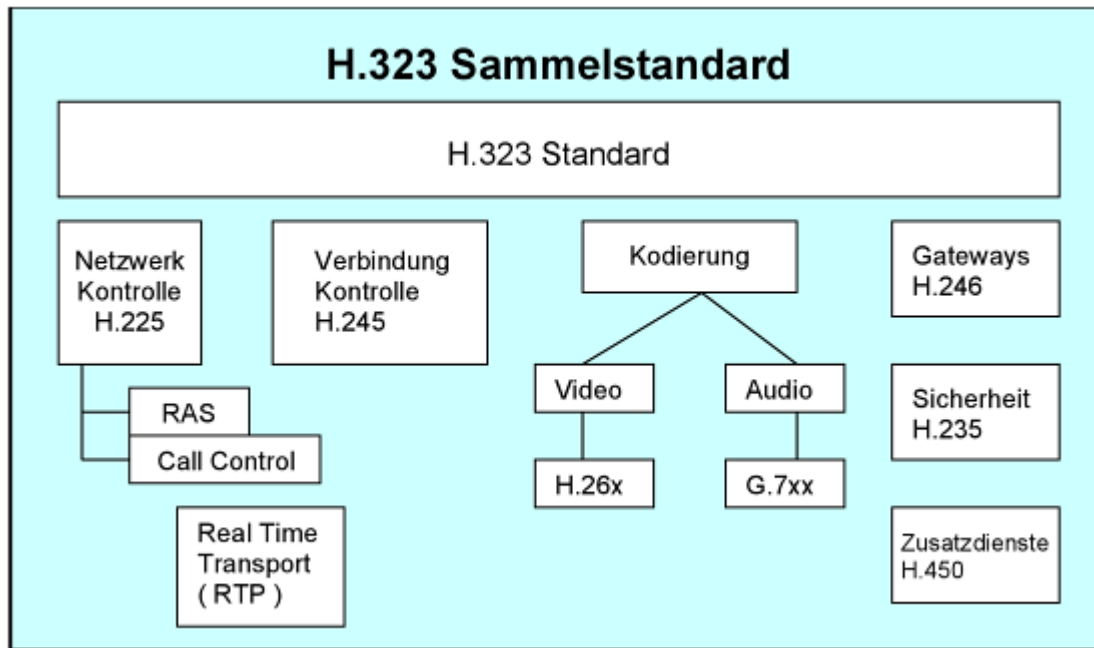 H.323 Sammelstandard
H.323 Standard
Netzwerk
Kontrolle
H.225
Verbindung
Kontrolle
H.245
Kodierung
Gateways
H.246
RAS
Call Control
Video
Audio
Sicherheit
H.235
H.26x
G.7xx
Real Time
Transport
( RTP )
Zusatzdienste
H.450